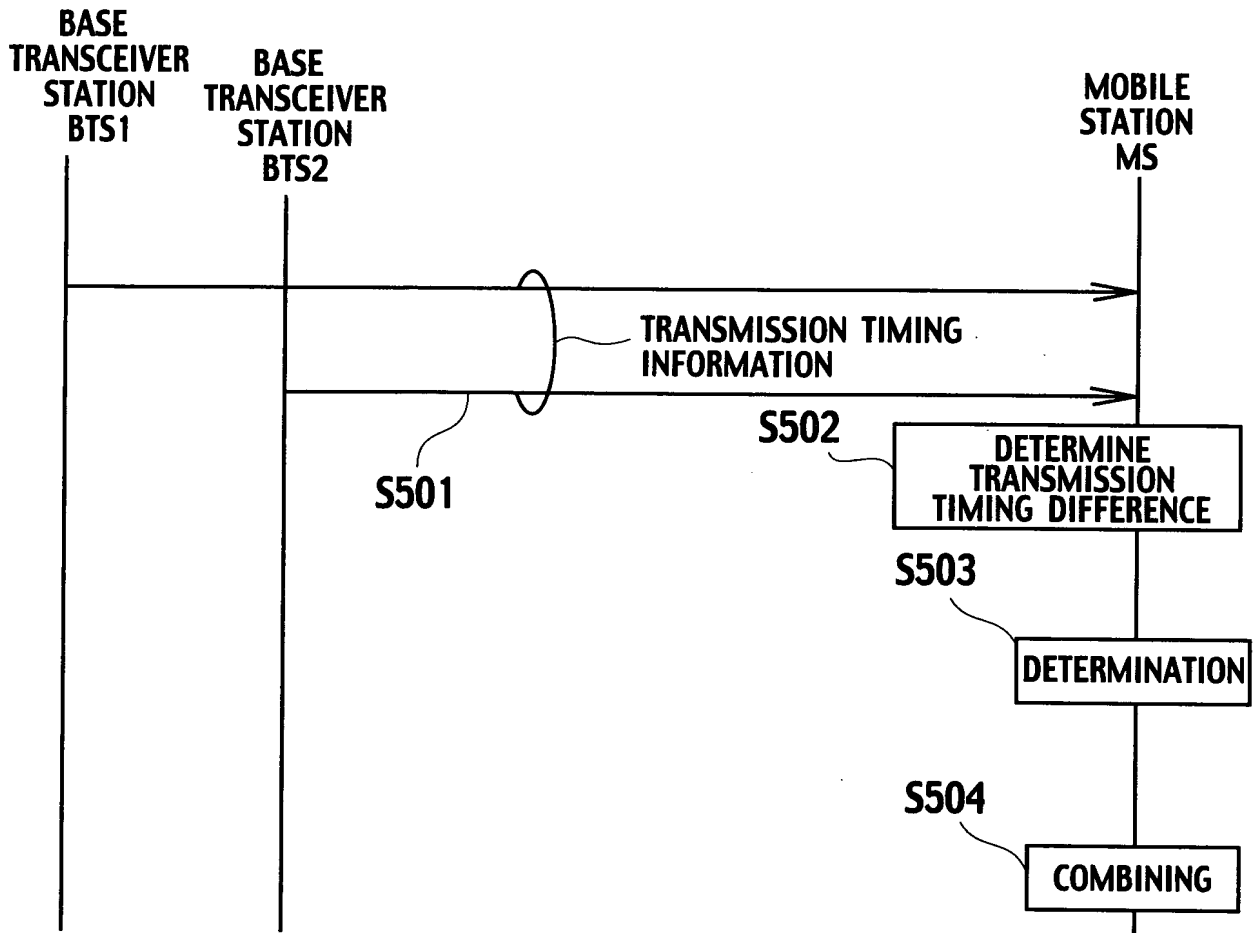 BASE
TRANSCEIVER
STATION
BTS1
BASE
TRANSCEIVER
STATION
BTS2
MOBILE
STATION
MS
TRANSMISSION TIMING
INFORMATION
S501
S502
DETERMINE
TRANSMISSION
TIMING DIFFERENCE
S503
DETERMINATION
S504
COMBINING